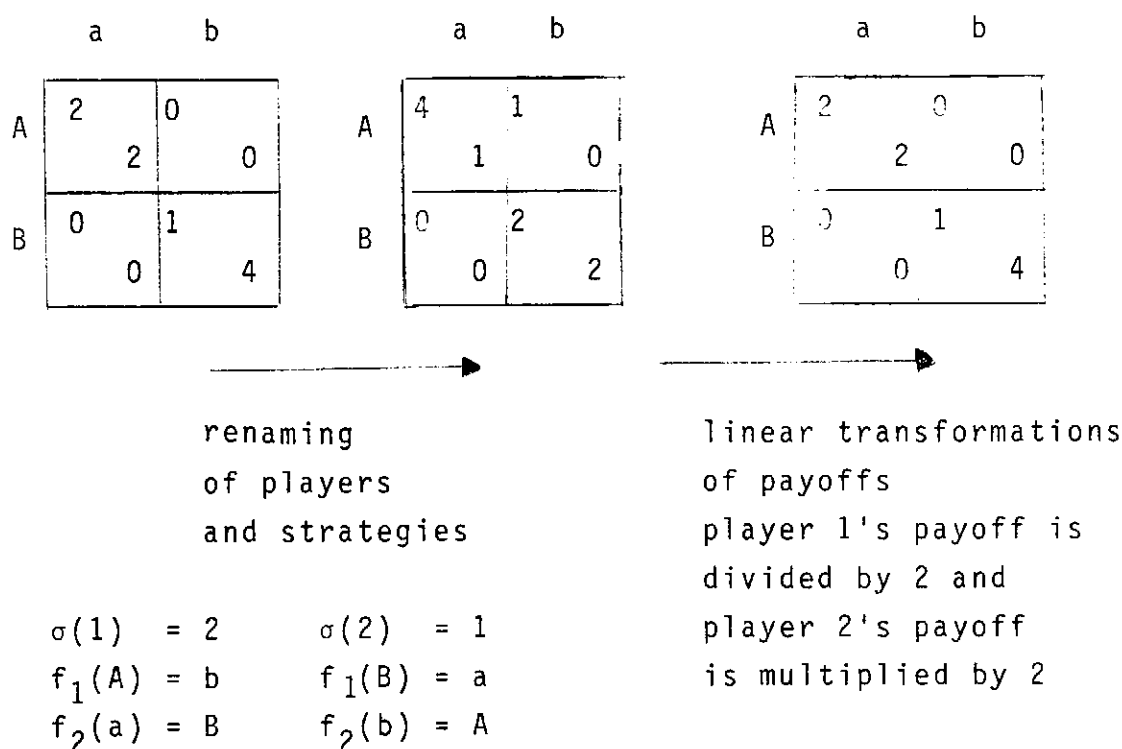 a b a b a b
A 2 0 A 4 1 A 2 0
2 0 1 0 2 0
B 0 1 B 0 2 B 0 1
0 4 0 2 0 4
renaming linear transformations
of players of payoffs
and strategies player 1's payoff is
divided by 2 and
σ(1) = 2 σ(2) = 1 player 2's payoff
f₁(A) = b f₁(B) = a is multiplied by 2
f₂(a) = B f₂(b) = A